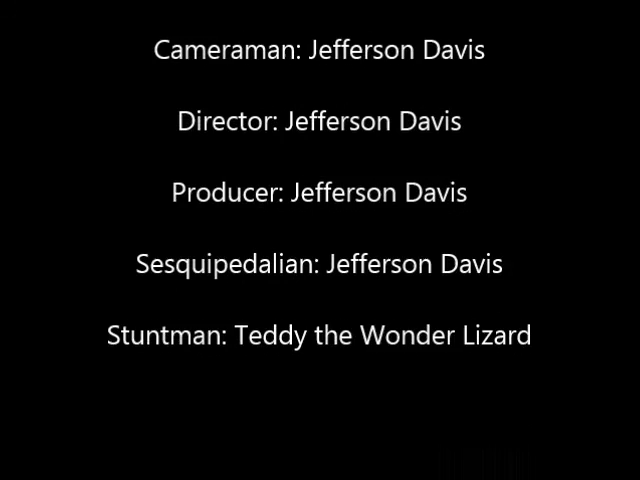 Cameraman: Jefferson Davis
Director: Jefferson Davis
Producer: Jefferson Davis
Sesquipedalian: Jefferson Davis
Stuntman: Teddy the Wonder Lizard